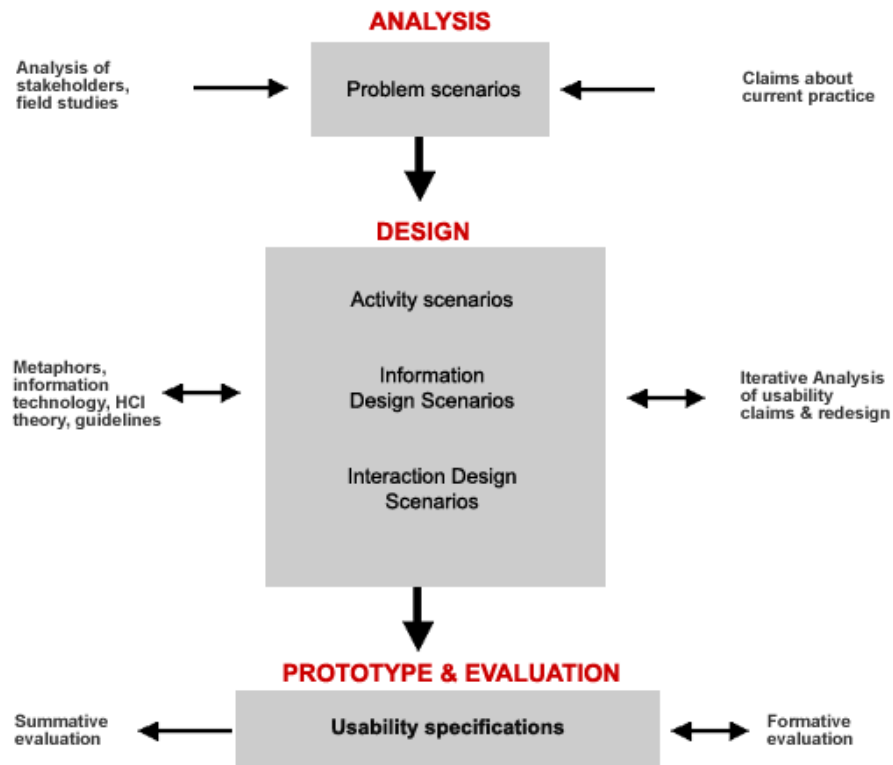 ANALYSIS
Analysis of
stakeholders,
field studies
Problem scenarios
Claims about
current practice
DESIGN
Activity scenarios
Metaphors,
information
technology, HCI
theory, guidelines
Information
Design Scenarios
Iterative Analysis
of usability
claims & redesign
Interaction Design
Scenarios
PROTOTYPE & EVALUATION
Summative
evaluation
Usability specifications
Formative
evaluation